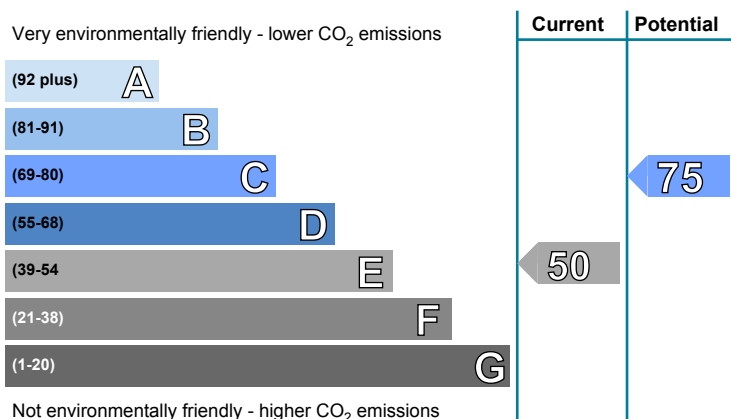 Very environmentally friendly - lower CO2 emissions
Current
Potential
(92 plus) A
(81-91) B
(69-80) C
75
(55-68) D
(39-54 E
50
(21-38) F
(1-20) G
Not environmentally friendly - higher CO2 emissions